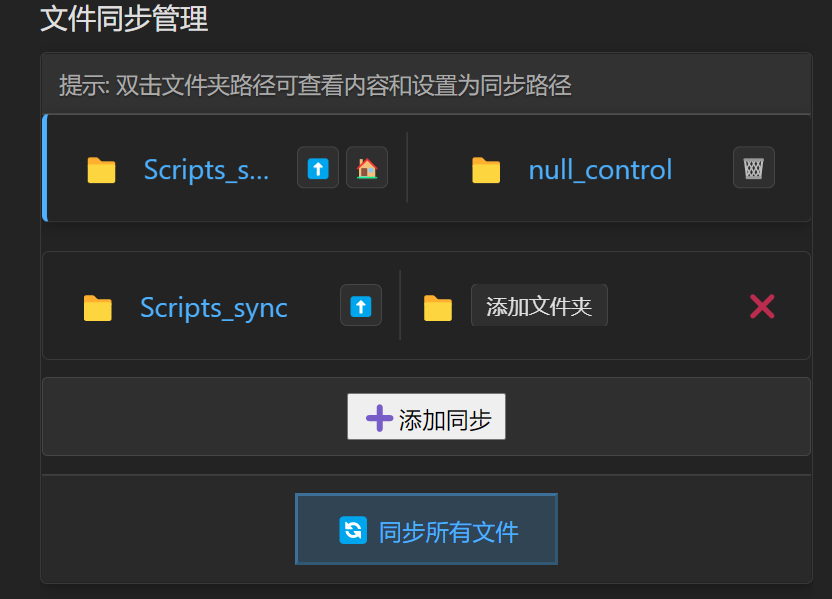 文件同步管理
提示: 双击文件夹路径可查看内容和设置为同步路径
Scripts_s... null_control
Scripts_sync 添加文件夹
添加同步
同步所有文件